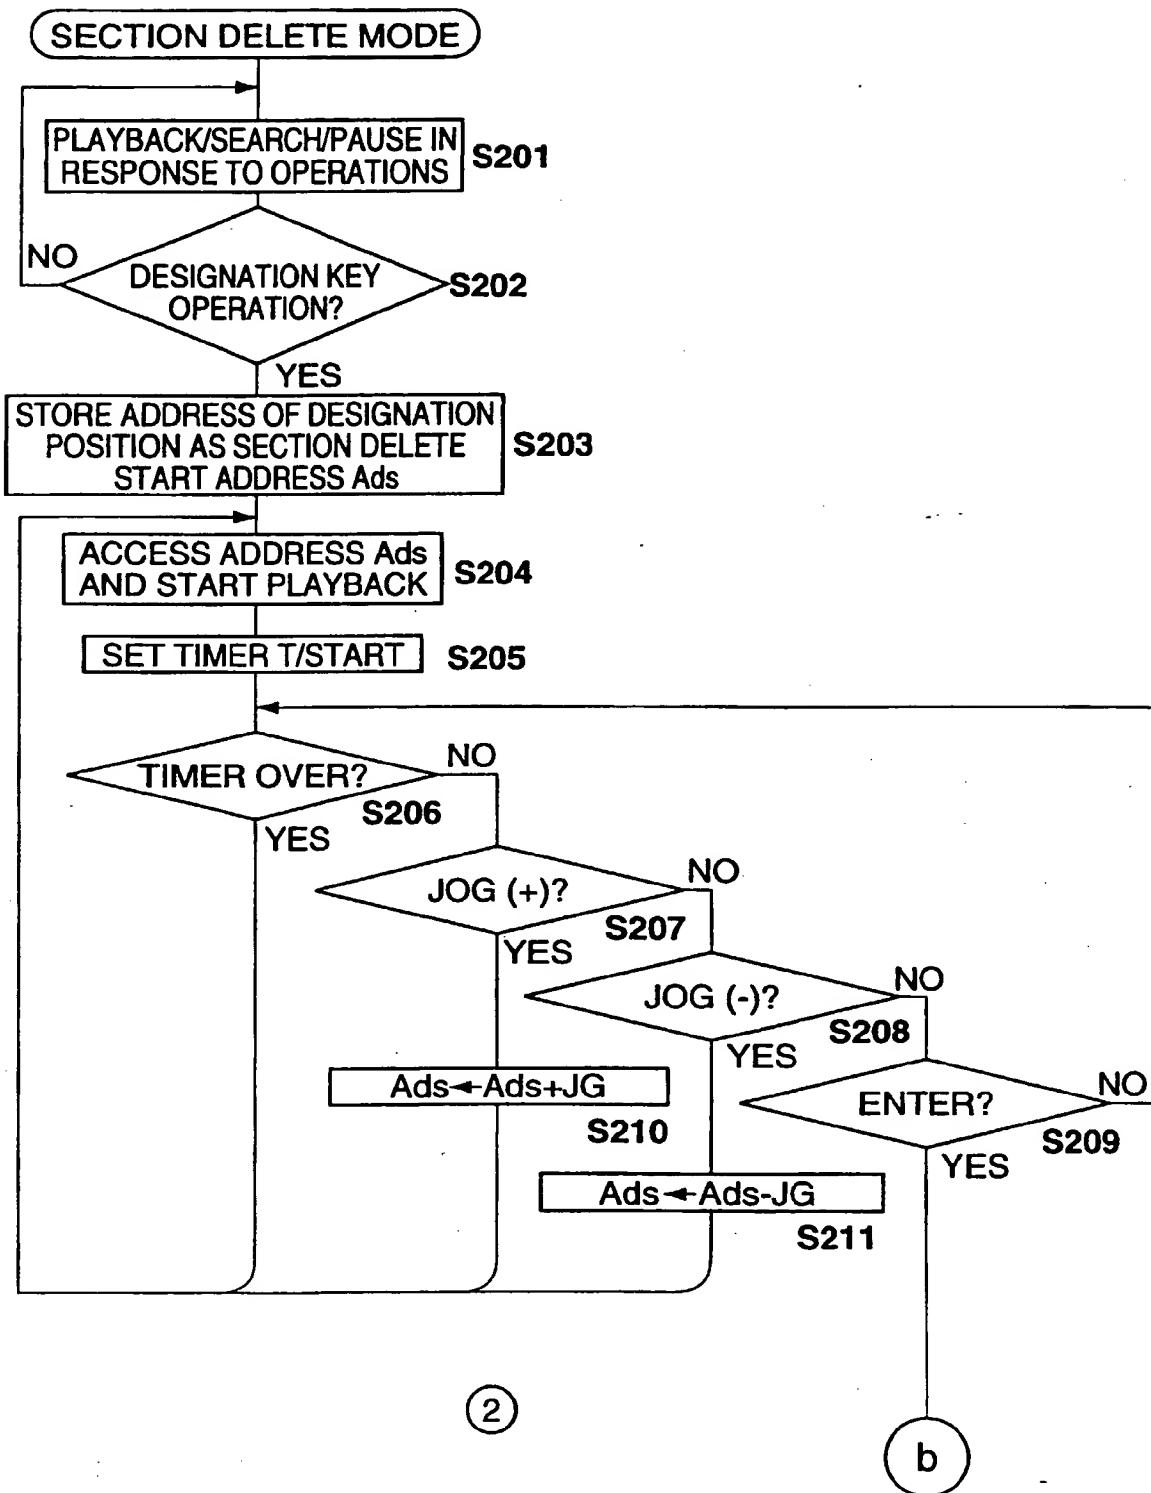 SECTION DELETE MODE
PLAYBACK/SEARCH/PAUSE IN
RESPONSE TO OPERATIONS
S201
NO
DESIGNATION KEY
OPERATION?
S202
YES
STORE ADDRESS OF DESIGNATION
POSITION AS SECTION DELETE
START ADDRESS Ads
S203
ACCESS ADDRESS Ads
AND START PLAYBACK
S204
SET TIMER T/START
S205
TIMER OVER?
NO
S206
YES
JOG (+)?
NO
S207
YES
JOG (-)?
NO
S208
YES
Ads←Ads+JG
S210
ENTER?
NO
S209
YES
Ads←Ads-JG
S211
2
b